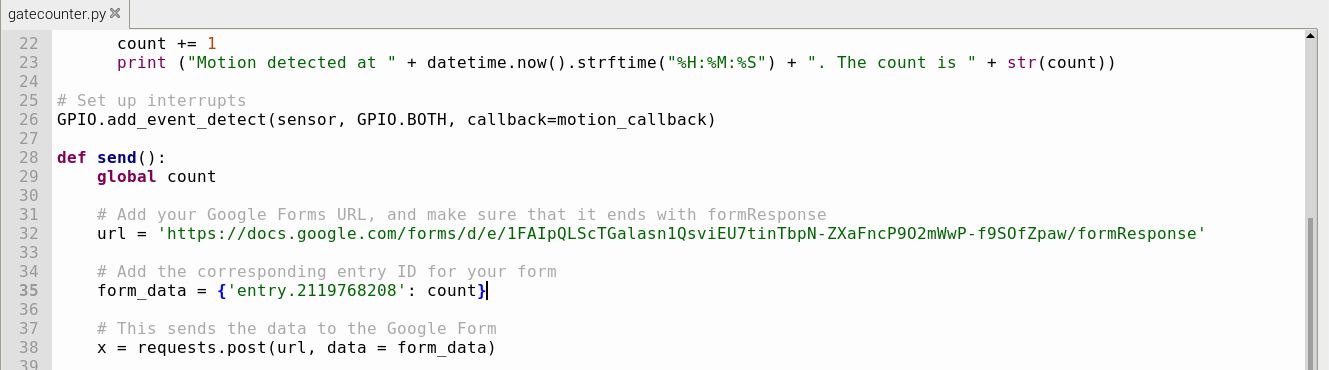 gatecounter.py
22 count += 1
23 print ("Motion detected at " + datetime.now().strftime("%H:%M:%S") + ". The count is " + str(count))
24
25 # Set up interrupts
26 GPIO.add_event_detect(sensor, GPIO.BOTH, callback=motion_callback)
27
28 def send():
29 global count
30
31 # Add your Google Forms URL, and make sure that it ends with formResponse
32 url = 'https://docs.google.com/forms/d/e/1FAIpQLScTGalasn1QsviEU7tinTbpN-ZXaFncP9O2mWwP-f9SOfZpaw/formResponse'
33
34 # Add the corresponding entry ID for your form
35 form_data = {'entry.2119768208': count}
36
37 # This sends the data to the Google Form
38 x = requests.post(url, data = form_data)
39